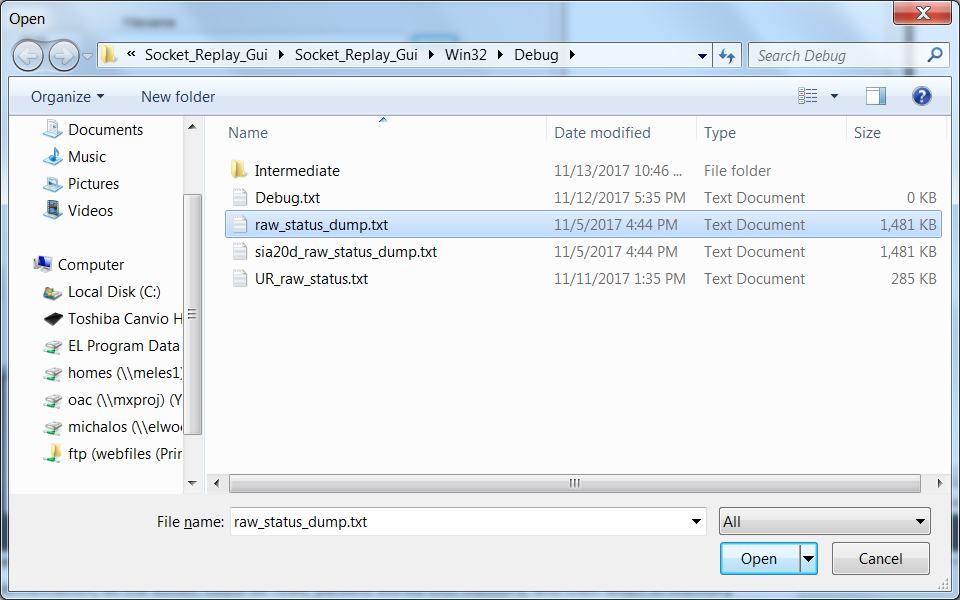 Open
« Socket_Replay_Gui Socket_Replay_Gui Win32 Debug
Search Debug
Organize New folder
Name Date modified Type Size
Documents
Music
Pictures
Videos
Computer
Local Disk (C:)
Toshiba Canvio H
EL Program Data
homes (\\meles1)
oac (\\mxproj) (Y
michalos (\\elwo
ftp (webfiles (Prin
Intermediate 11/13/2017 10:46 ... File folder
Debug.txt 11/12/2017 5:35 PM Text Document 0 KB
raw_status_dump.txt 11/5/2017 4:44 PM Text Document 1,481 KB
sia20d_raw_status_dump.txt 11/5/2017 4:44 PM Text Document 1,481 KB
UR_raw_status.txt 11/11/2017 1:35 PM Text Document 285 KB
File name: raw_status_dump.txt All
Open Cancel